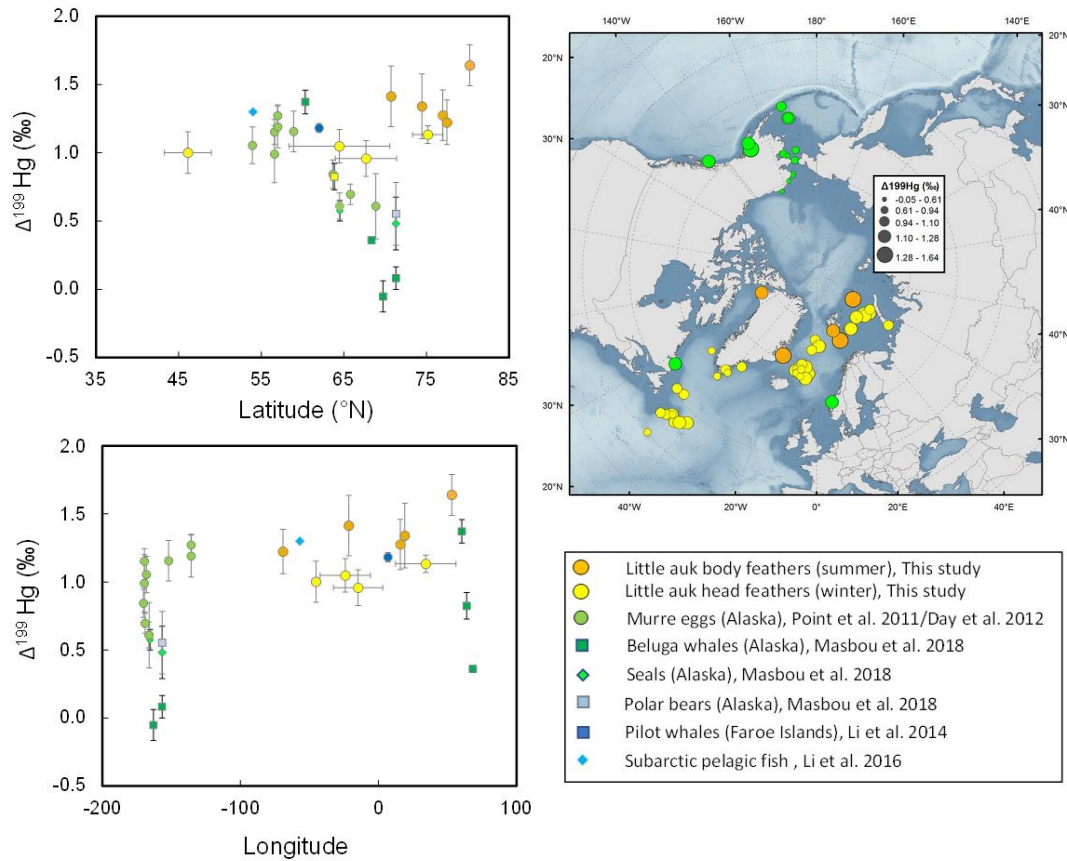 2.0
1.5
1.0
0.5
0.0
-0.5
Δ¹⁹⁹ Hg (‰)
35 45 55 65 75 85
Latitude (°N)
2.0
1.5
1.0
0.5
0.0
-0.5
Δ¹⁹⁹ Hg (‰)
-200 -100 0 100
Longitude
140°W 160°W 180° 160°E 140°E
20°N 20°N
30°N 30°N
40°N
40°N
30°N 30°N
20°N
40°W 20°W 0° 20°E 40°E
Δ199Hg (‰)
-0.05 - 0.61
0.61 - 0.94
0.94 - 1.10
1.10 - 1.28
1.28 - 1.64
Little auk body feathers (summer), This study
Little auk head feathers (winter), This study
Murre eggs (Alaska), Point et al. 2011/Day et al. 2012
Beluga whales (Alaska), Masbou et al. 2018
Seals (Alaska), Masbou et al. 2018
Polar bears (Alaska), Masbou et al. 2018
Pilot whales (Faroe Islands), Li et al. 2014
Subarctic pelagic fish , Li et al. 2016